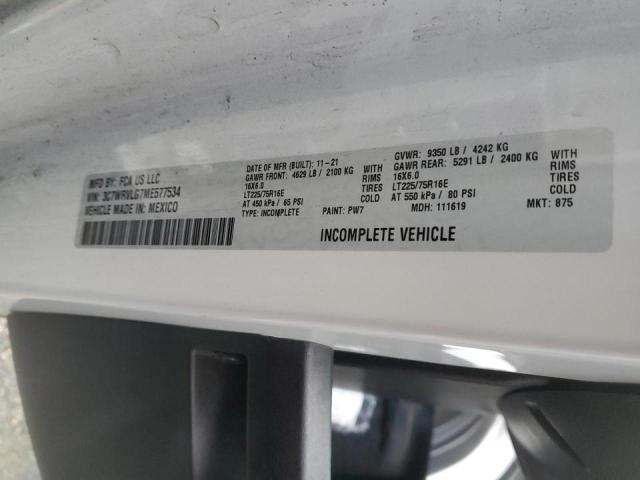 MFD BY: FCA US LLC
VIN: 3C7WRVLG7ME577534
VEHICLE MADE IN: MEXICO
DATE OF MFR (BUILT): 11-21
GAWR FRONT: 4629 LB / 2100 KG WITH
16X6.0 RIMS
LT225/75R16E TIRES
AT 450 kPa / 65 PSI
TYPE: INCOMPLETE PAINT: PW7
GVWR: 9350 LB / 4242 KG
GAWR REAR: 5291 LB / 2400 KG WITH
16X6.0 RIMS
LT225/75R16E TIRES
AT 550 kPa / 80 PSI
MDH: 111619 MKT: 875
INCOMPLETE VEHICLE